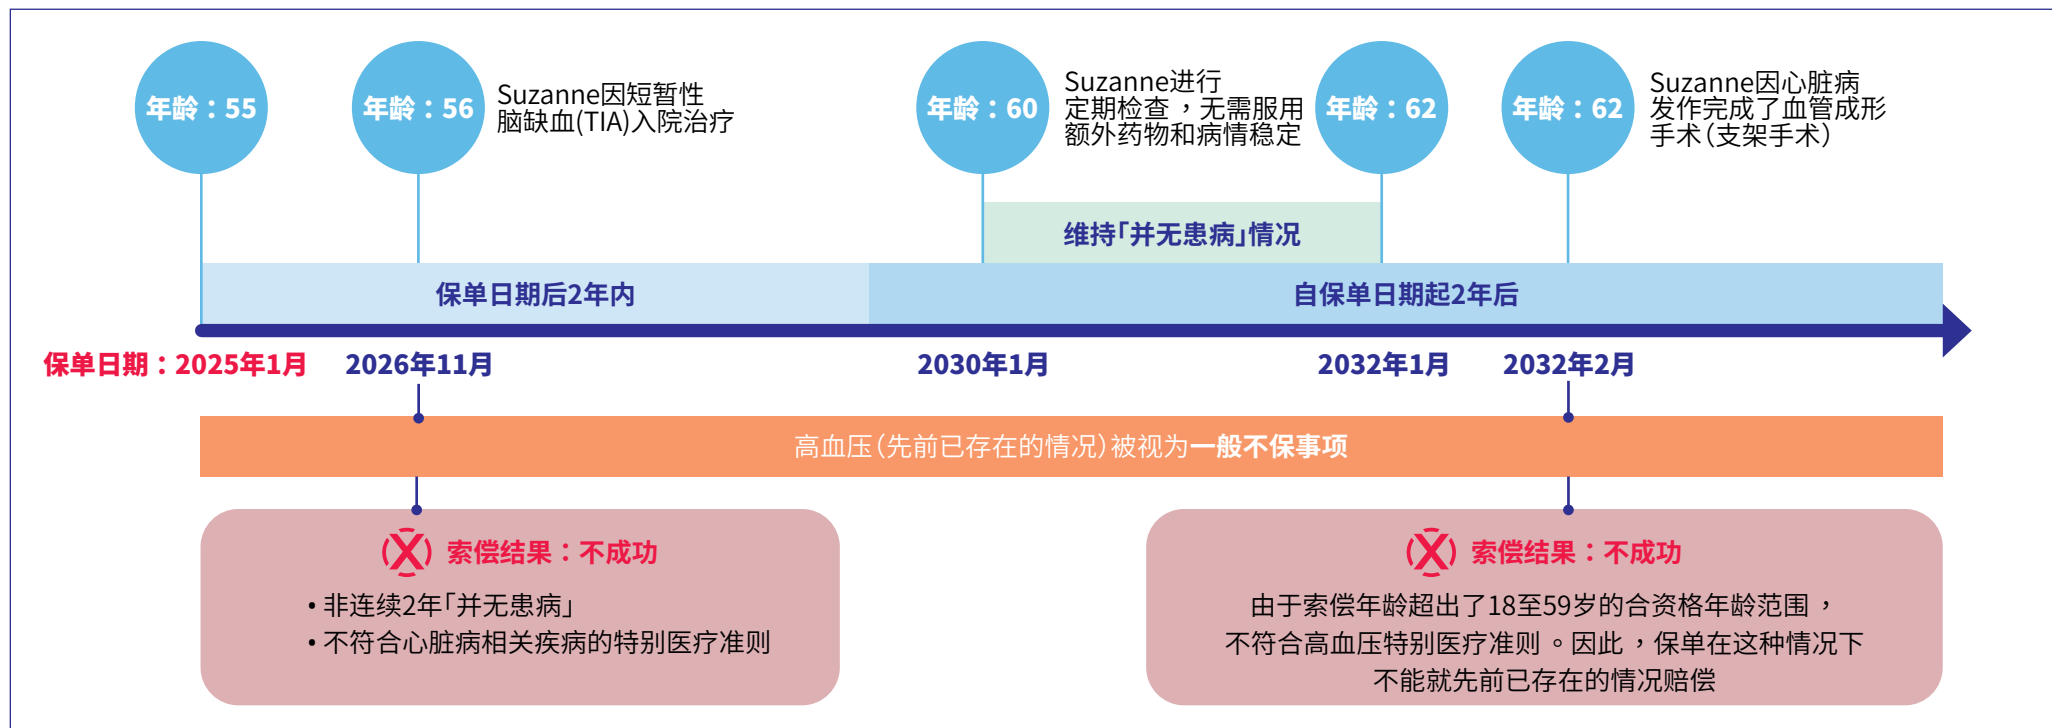 年龄：55
年龄：56
Suzanne因短暂性
脑缺血(TIA)入院治疗
年龄：60
Suzanne进行
定期检查，无需服用
额外药物和病情稳定
年龄：62
年龄：62
Suzanne因心脏病
发作完成了血管成形
手术（支架手术）
维持「并无患病」情况
保单日期后2年内
自保单日期起2年后
保单日期：2025年1月
2026年11月
2030年1月
2032年1月
2032年2月
高血压（先前已存在的情况）被视为一般不保事项
X 索偿结果：不成功
• 非连续2年「并无患病」
• 不符合心脏病相关疾病的特别医疗准则
X 索偿结果：不成功
由于索偿年龄超出了18至59岁的合资格年龄范围，
不符合高血压特别医疗准则。因此，保单在这种情况下
不能就先前已存在的情况赔偿